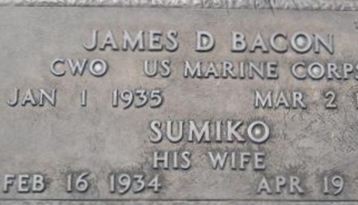 JAMES D BACON
CWO US MARINE CORPS
JAN 1 1935 MAR 2
SUMIKO
HIS WIFE
FEB 16 1934 APR 19